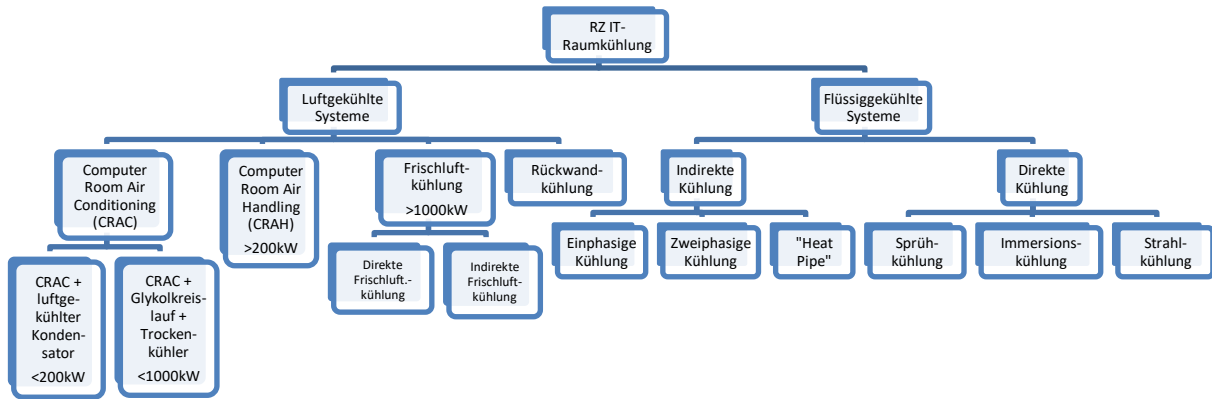 RZ IT-
Raumkühlung
Luftgekühlte
Systeme
Flüssiggekühlte
Systeme
Computer
Room Air
Conditioning
(CRAC)
Computer
Room Air
Handling
(CRAH)
>200kW
Frischluft-
kühlung
>1000kW
Rückwand-
kühlung
Indirekte
Kühlung
Direkte
Kühlung
CRAC +
luftge-
kühlter
Konden-
sator
<200kW
CRAC +
Glykolkreis-
lauf +
Trocken-
kühler
<1000kW
Direkte
Frischluft.-
kühlung
Indirekte
Frischluft-
kühlung
Einphasige
Kühlung
Zweiphasige
Kühlung
"Heat
Pipe"
Sprüh-
kühlung
Immersions-
kühlung
Strahl-
kühlung